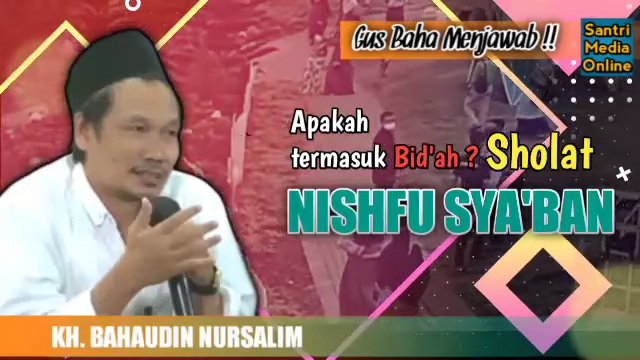 Gus Baha Menjawab !!
Santri
Media
Online
Apakah
termasuk Bid'ah ? Sholat
NISHFU SYA'BAN
KH. BAHAUDIN NURSALIM